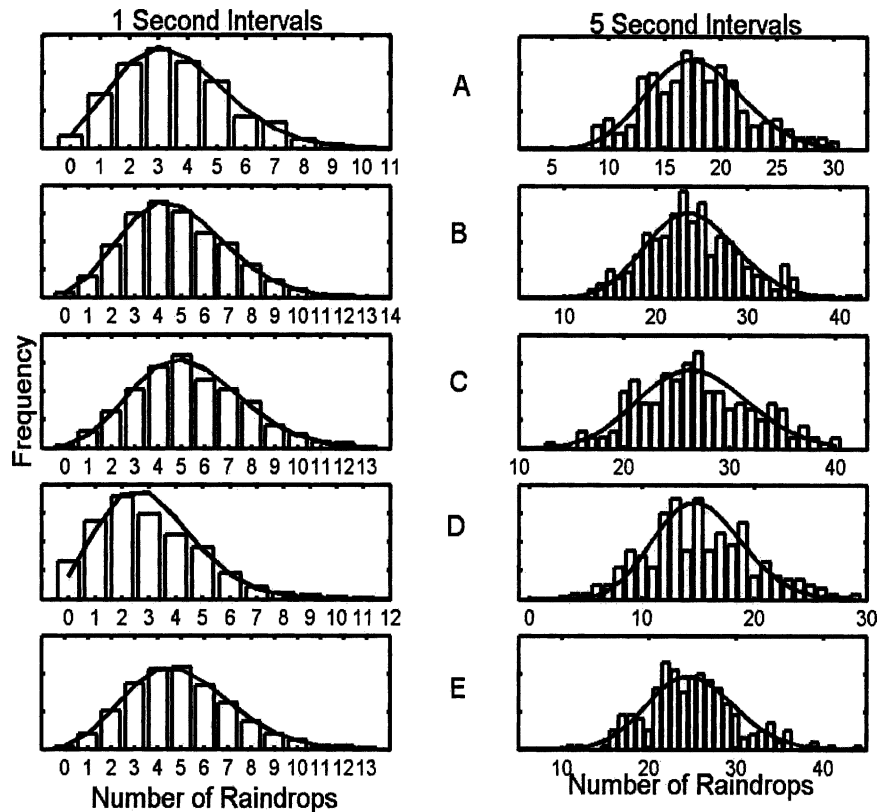 1 Second Intervals
5 Second Intervals
A
0 1 2 3 4 5 6 7 8 9 10 11
5 10 15 20 25 30
B
0 1 2 3 4 5 6 7 8 9 10 11 12 13 14
10 20 30 40
C
Frequency
0 1 2 3 4 5 6 7 8 9 10 11 12 13
10 20 30 40
D
0 1 2 3 4 5 6 7 8 9 10 11 12
0 10 20 30
E
0 1 2 3 4 5 6 7 8 9 10 11 12 13
10 20 30 40
Number of Raindrops
Number of Raindrops